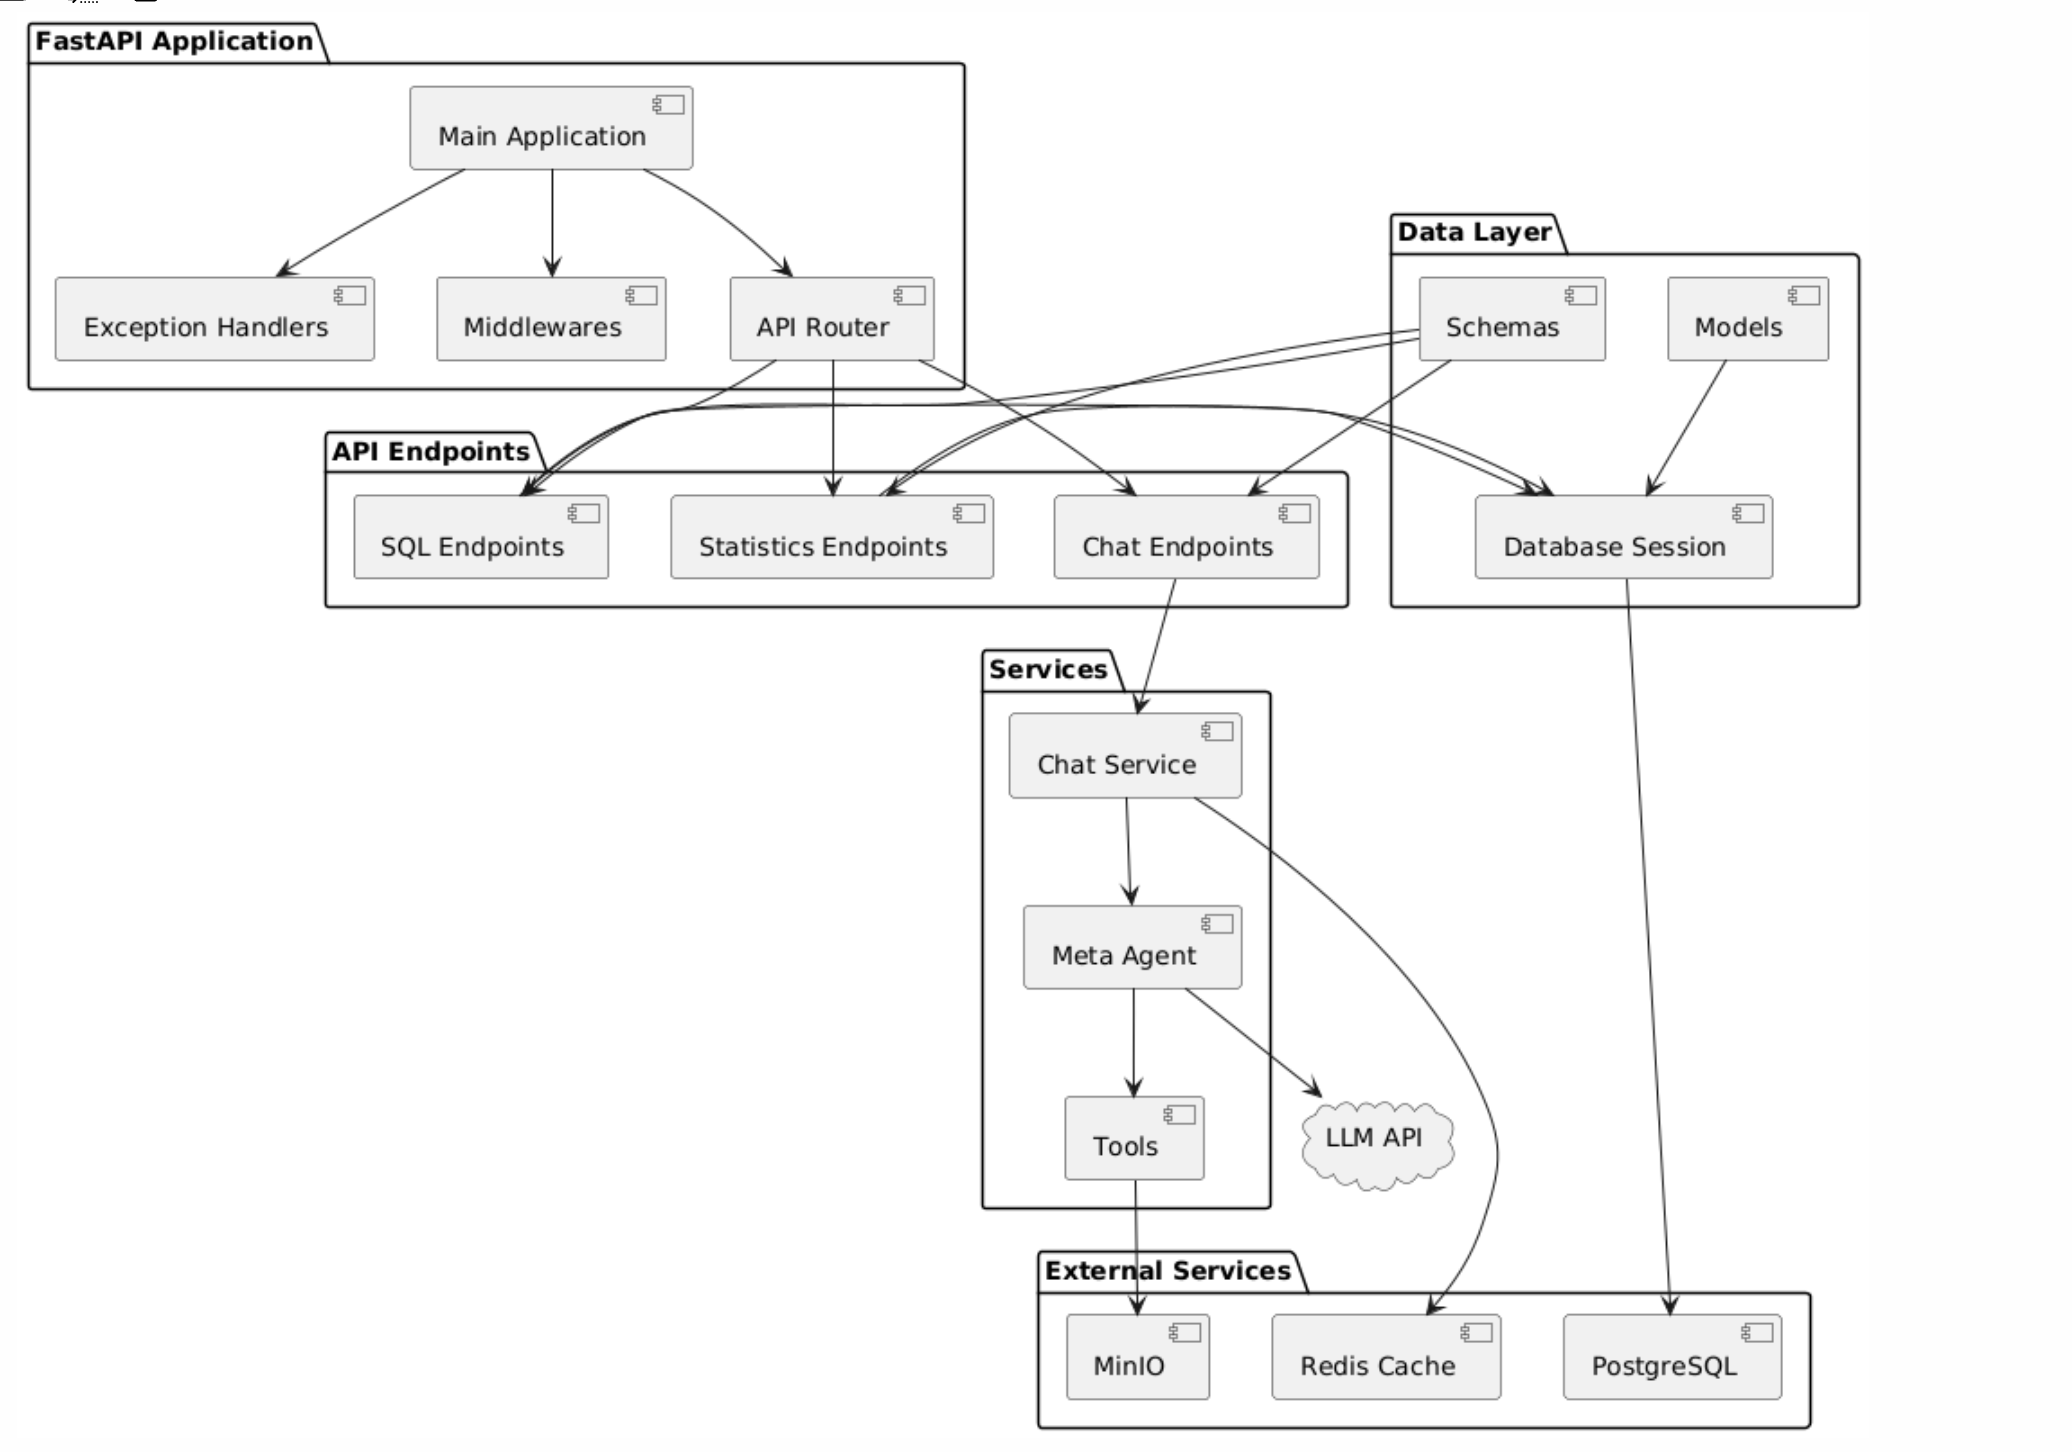 FastAPI Application
Main Application
Exception Handlers
Middlewares
API Router
Data Layer
Schemas
Models
Database Session
API Endpoints
SQL Endpoints
Statistics Endpoints
Chat Endpoints
Services
Chat Service
Meta Agent
Tools
LLM API
External Services
MinIO
Redis Cache
PostgreSQL